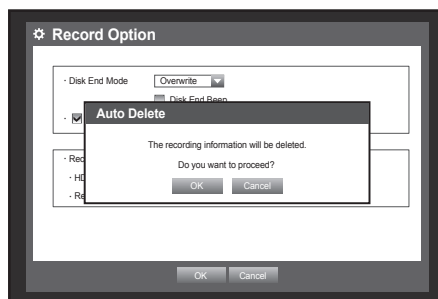 Record Option
· Disk End Mode Overwrite
Disk End Beep
Auto Delete
The recording information will be deleted.
Do you want to proceed?
OK Cancel
· Rec
· HD
· Re
OK Cancel